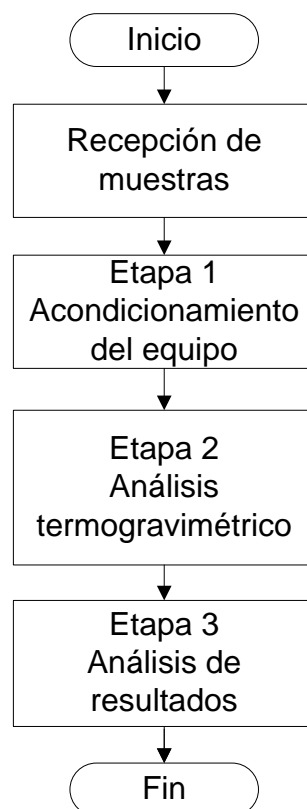 Inicio
Recepción de
muestras
Etapa 1
Acondicionamiento
del equipo
Etapa 2
Análisis
termogravimétrico
Etapa 3
Análisis de
resultados
Fin